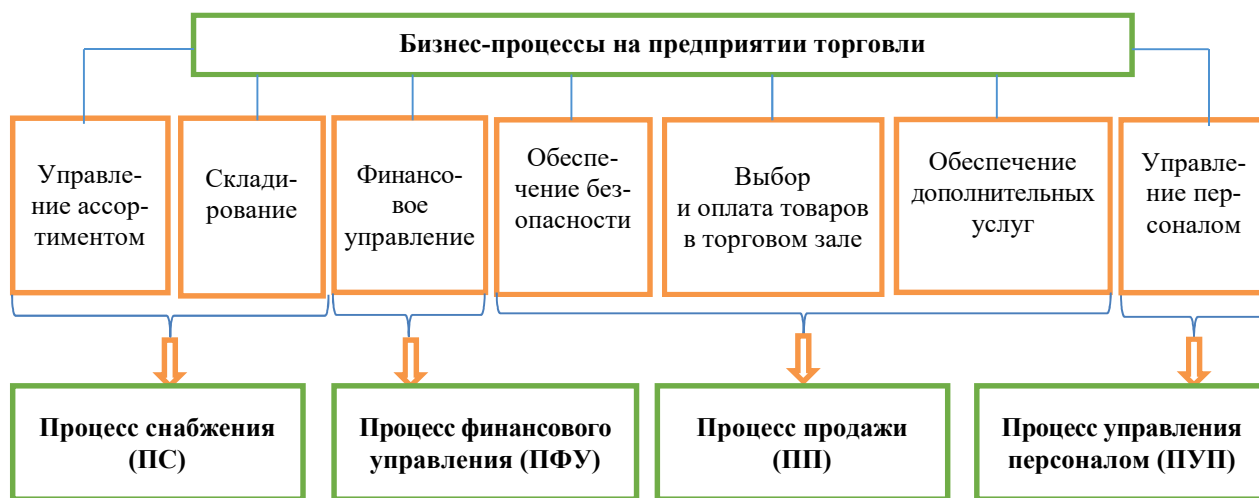 Бизнес-процессы на предприятии торговли
Управле-
ние ассор-
тиментом
Склади-
рование
Финансо-
вое
управление
Обеспе-
чение без-
опасности
Выбор
и оплата товаров
в торговом зале
Обеспечение
дополнительных
услуг
Управле-
ние пер-
соналом
Процесс снабжения
(ПС)
Процесс финансового
управления (ПФУ)
Процесс продажи
(ПП)
Процесс управления
персоналом (ПУП)